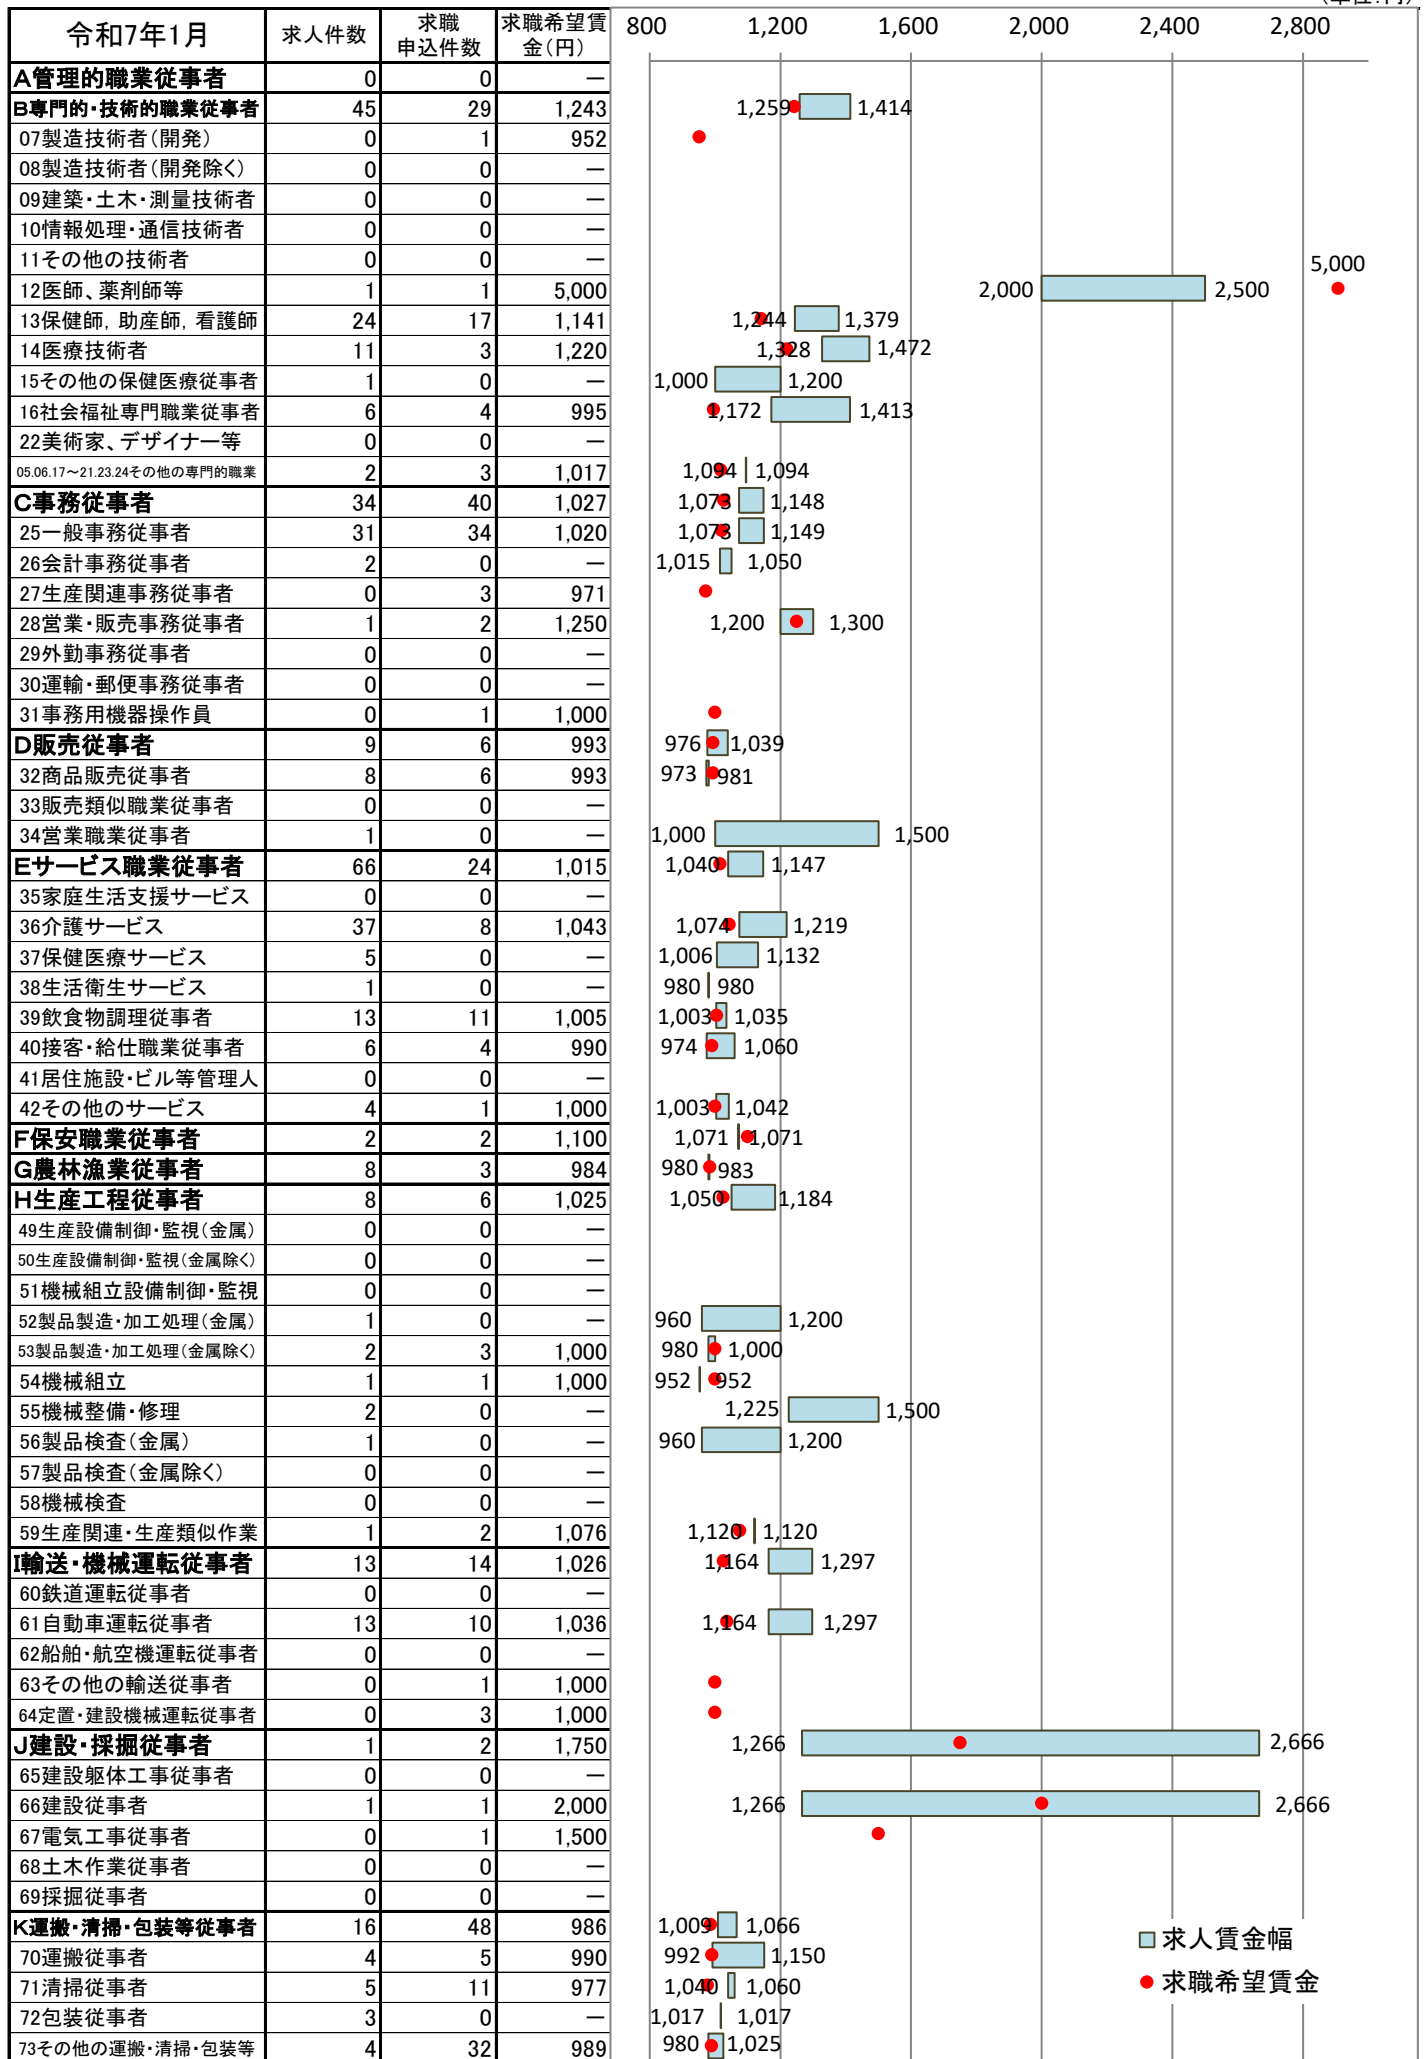 令和7年1月 求人件数 求職申込件数 求職希望賃金(円) 800 1,200 1,600 2,000 2,400 2,800
A管理的職業従事者 0 0 ―
B専門的・技術的職業従事者 45 29 1,243 1,259 1,414
07製造技術者(開発) 0 1 952
08製造技術者(開発除く) 0 0 ―
09建築・土木・測量技術者 0 0 ―
10情報処理・通信技術者 0 0 ―
11その他の技術者 0 0 ―
12医師、薬剤師等 1 1 5,000 2,000 2,500 5,000
13保健師,助産師,看護師 24 17 1,141 1,244 1,379
14医療技術者 11 3 1,220 1,328 1,472
15その他の保健医療従事者 1 0 ― 1,000 1,200
16社会福祉専門職業従事者 6 4 995 1,172 1,413
22美術家、デザイナー等 0 0 ―
05.06.17～21.23.24その他の専門的職業 2 3 1,017 1,094 1,094
C事務従事者 34 40 1,027 1,073 1,148
25一般事務従事者 31 34 1,020 1,073 1,149
26会計事務従事者 2 0 ― 1,015 1,050
27生産関連事務従事者 0 3 971
28営業・販売事務従事者 1 2 1,250 1,200 1,300
29外勤事務従事者 0 0 ―
30運輸・郵便事務従事者 0 0 ―
31事務用機器操作員 0 1 1,000
D販売従事者 9 6 993 976 1,039
32商品販売従事者 8 6 993 973 981
33販売類似職業従事者 0 0 ―
34営業職業従事者 1 0 ― 1,000 1,500
Eサービス職業従事者 66 24 1,015 1,040 1,147
35家庭生活支援サービス 0 0 ―
36介護サービス 37 8 1,043 1,074 1,219
37保健医療サービス 5 0 ― 1,006 1,132
38生活衛生サービス 1 0 ― 980 980
39飲食物調理従事者 13 11 1,005 1,003 1,035
40接客・給仕職業従事者 6 4 990 974 1,060
41居住施設・ビル等管理人 0 0 ―
42その他のサービス 4 1 1,000 1,003 1,042
F保安職業従事者 2 2 1,100 1,071 1,071
G農林漁業従事者 8 3 984 980 983
H生産工程従事者 8 6 1,025 1,050 1,184
49生産設備制御・監視(金属) 0 0 ―
50生産設備制御・監視(金属除く) 0 0 ―
51機械組立設備制御・監視 0 0 ―
52製品製造・加工処理(金属) 1 0 ― 960 1,200
53製品製造・加工処理(金属除く) 2 3 1,000 980 1,000
54機械組立 1 1 1,000 952 952
55機械整備・修理 2 0 ― 1,225 1,500
56製品検査(金属) 1 0 ― 960 1,200
57製品検査(金属除く) 0 0 ―
58機械検査 0 0 ―
59生産関連・生産類似作業 1 2 1,076 1,120 1,120
I輸送・機械運転従事者 13 14 1,026 1,164 1,297
60鉄道運転従事者 0 0 ―
61自動車運転従事者 13 10 1,036 1,164 1,297
62船舶・航空機運転従事者 0 0 ―
63その他の輸送従事者 0 1 1,000
64定置・建設機械運転従事者 0 3 1,000
J建設・採掘従事者 1 2 1,750 1,266 2,666
65建設躯体工事従事者 0 0 ―
66建設従事者 1 1 2,000 1,266 2,666
67電気工事従事者 0 1 1,500
68土木作業従事者 0 0 ―
69採掘従事者 0 0 ―
K運搬・清掃・包装等従事者 16 48 986 1,009 1,066
70運搬従事者 4 5 990 992 1,150
71清掃従事者 5 11 977 1,040 1,060
72包装従事者 3 0 ― 1,017 1,017
73その他の運搬・清掃・包装等 4 32 989 980 1,025
求人賃金幅
求職希望賃金